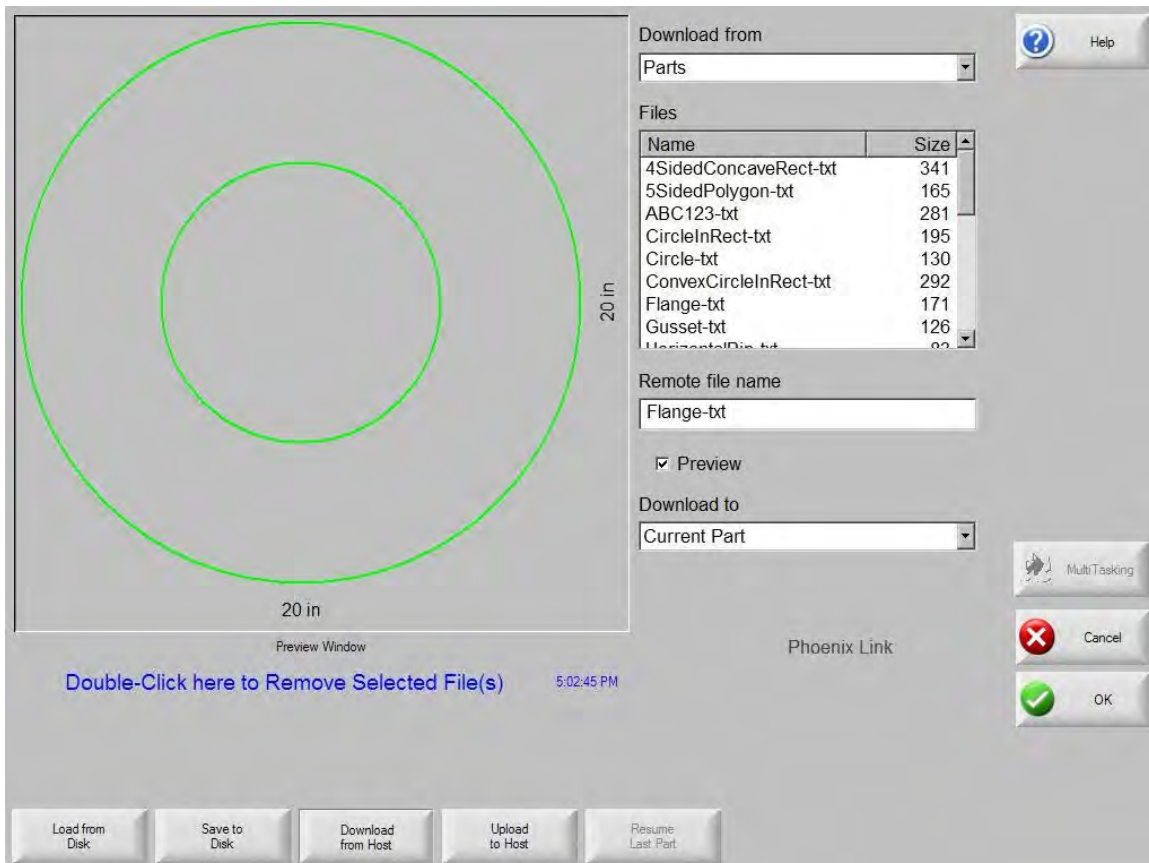 Download from
Parts
Help
Files
Name Size
4SidedConcaveRect-txt 341
5SidedPolygon-txt 165
ABC123-txt 281
CircleInRect-txt 195
Circle-txt 130
ConvexCircleInRect-txt 292
Flange-txt 171
Gusset-txt 126
20 in
Remote file name
Flange-txt
Preview
Download to
Current Part
20 in
Preview Window
Double-Click here to Remove Selected File(s) 5:02:45 PM
Phoenix Link
MultiTasking
Cancel
OK
Load from
Disk
Save to
Disk
Download
from Host
Upload
to Host
Resume
Last Part